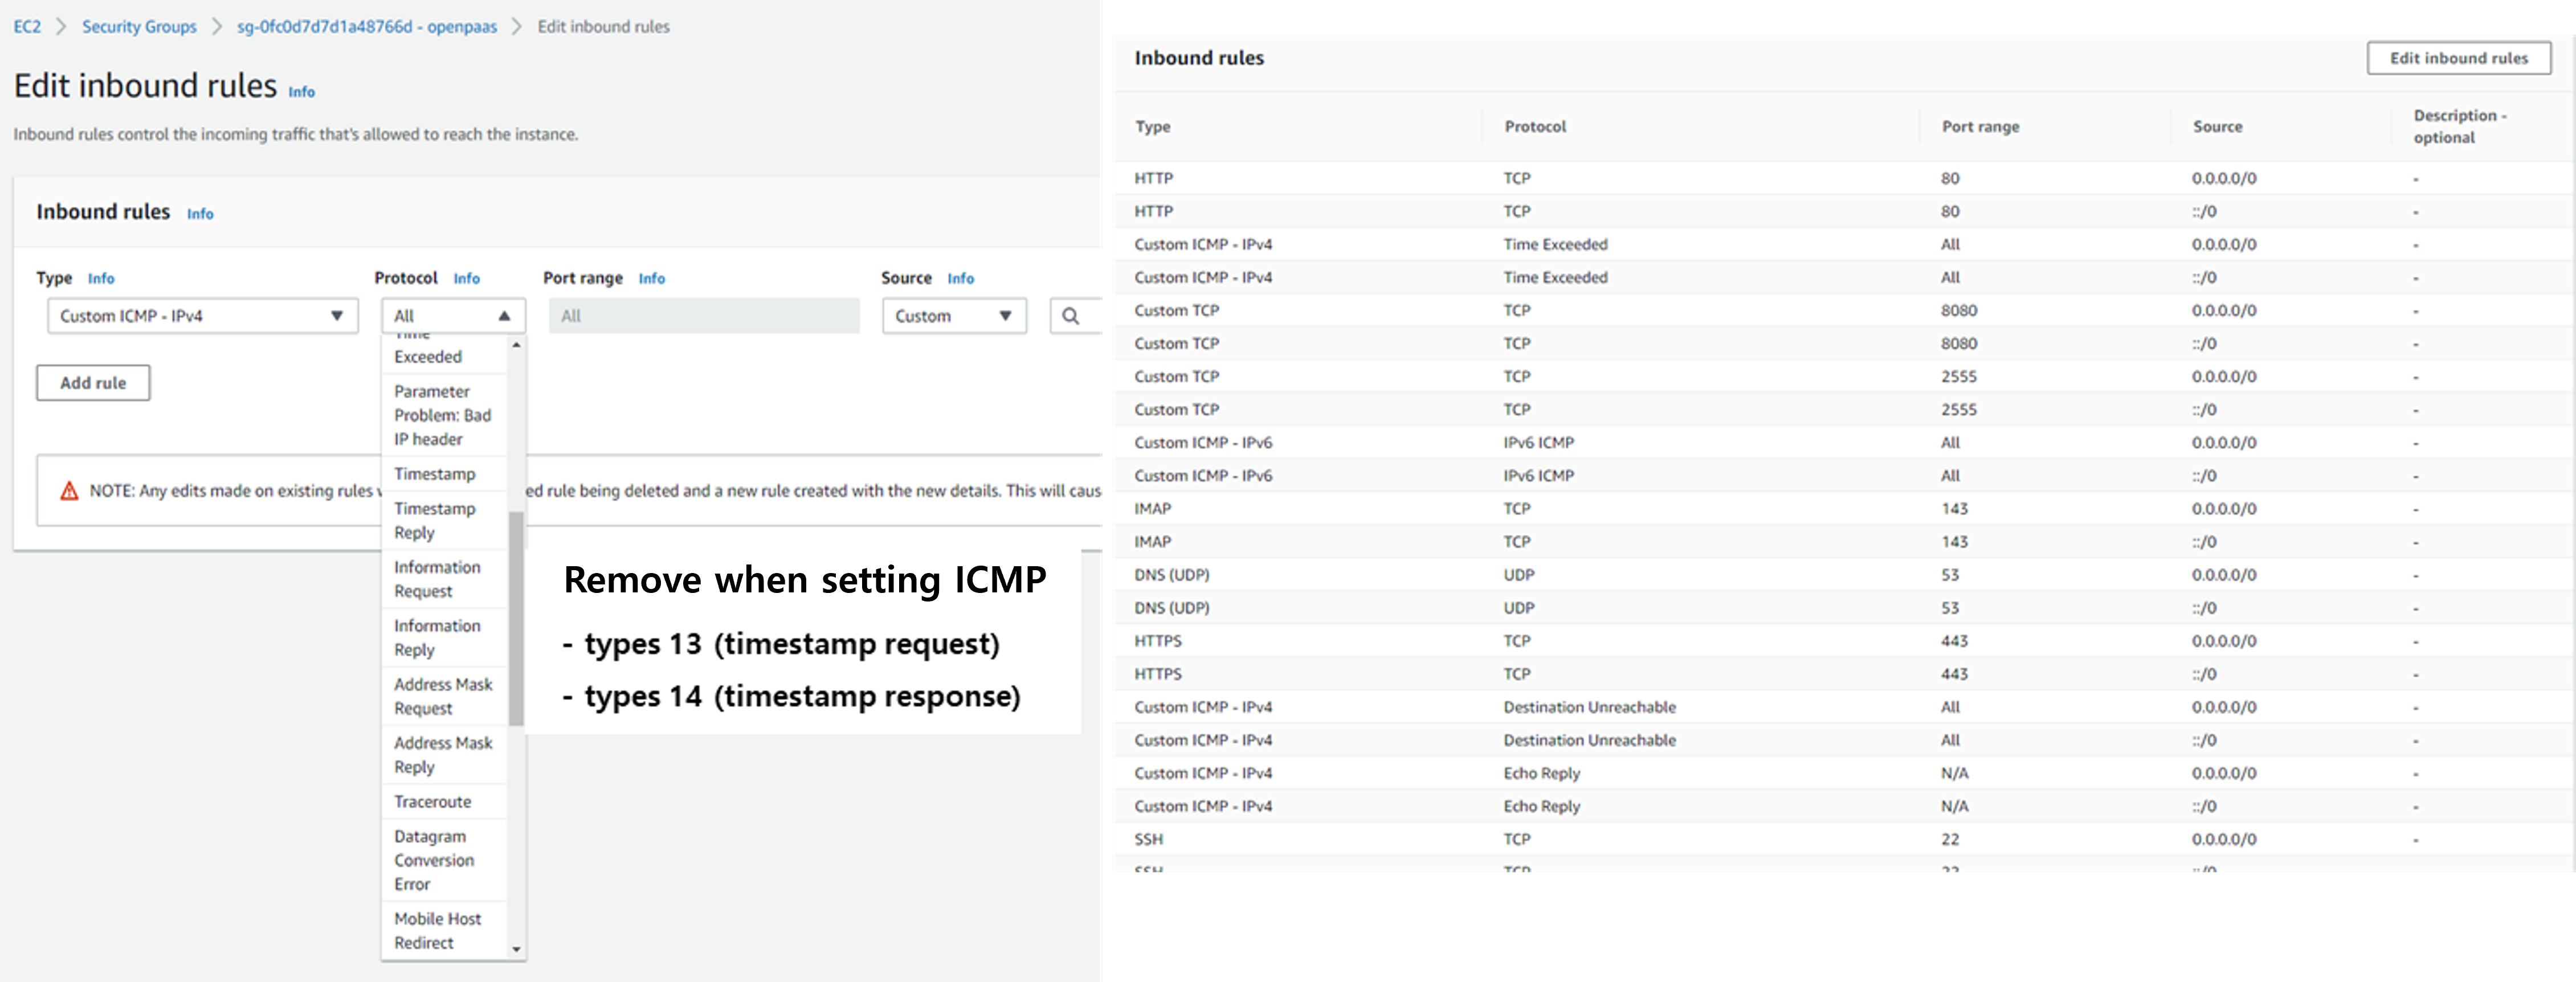 EC2 > Security Groups > sg-0fc0d7d7d1a48766d - openpaas > Edit inbound rules
Edit inbound rules Info
Inbound rules control the incoming traffic that's allowed to reach the instance.
Inbound rules Info
Type Info Protocol Info Port range Info Source Info
Custom ICMP - IPv4 All All Custom
Time
Exceeded
Add rule
Parameter
Problem: Bad
IP header
Timestamp
NOTE: Any edits made on existing rules ed rule being deleted and a new rule created with the new details. This will caus
Timestamp
Reply
Information
Request
Information
Reply
Address Mask
Request
Address Mask
Reply
Traceroute
Datagram
Conversion
Error
Mobile Host
Redirect
Remove when setting ICMP
- types 13 (timestamp request)
- types 14 (timestamp response)
Inbound rules Edit inbound rules
Type Protocol Port range Source Description -
optional
HTTP TCP 80 0.0.0.0/0 -
HTTP TCP 80 ::/0 -
Custom ICMP - IPv4 Time Exceeded All 0.0.0.0/0 -
Custom ICMP - IPv4 Time Exceeded All ::/0 -
Custom TCP TCP 8080 0.0.0.0/0 -
Custom TCP TCP 8080 ::/0 -
Custom TCP TCP 2555 0.0.0.0/0 -
Custom TCP TCP 2555 ::/0 -
Custom ICMP - IPv6 IPv6 ICMP All 0.0.0.0/0 -
Custom ICMP - IPv6 IPv6 ICMP All ::/0 -
IMAP TCP 143 0.0.0.0/0 -
IMAP TCP 143 ::/0 -
DNS (UDP) UDP 53 0.0.0.0/0 -
DNS (UDP) UDP 53 ::/0 -
HTTPS TCP 443 0.0.0.0/0 -
HTTPS TCP 443 ::/0 -
Custom ICMP - IPv4 Destination Unreachable All 0.0.0.0/0 -
Custom ICMP - IPv4 Destination Unreachable All ::/0 -
Custom ICMP - IPv4 Echo Reply N/A 0.0.0.0/0 -
Custom ICMP - IPv4 Echo Reply N/A ::/0 -
SSH TCP 22 0.0.0.0/0 -
SSH TCP 22 ::/0